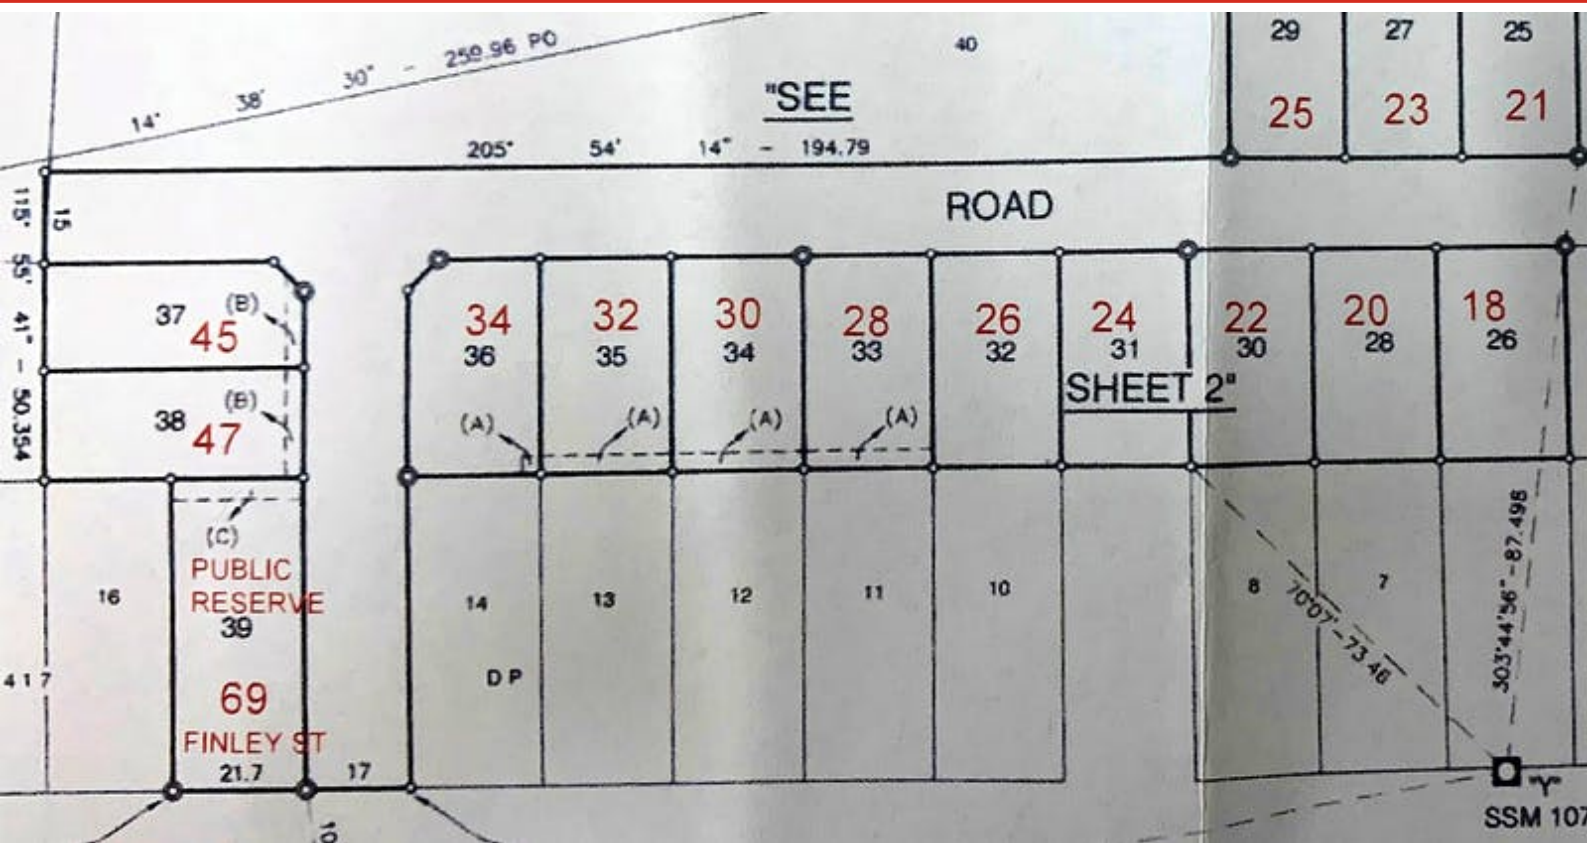 29 27 25
40
14' 38' 30" - 259.96 PO
"SEE
25 23 21
205° 54' 14" - 194.79
ROAD
15
115° 55' 41" - 50.354
37 (B)
45
34 32 30 28 26 24 22 20 18
36 35 34 33 32 31 30 28 26
SHEET 2"
38 (B)
47
(A) (A) (A) (A)
(C)
PUBLIC
RESERVE
39
16
14 13 12 11 10 8 7
70°07' - 73.46
303°44'56" - 87.498
417
DP
69
FINLEY ST
21.7 17
"Y"
SSM 107
10